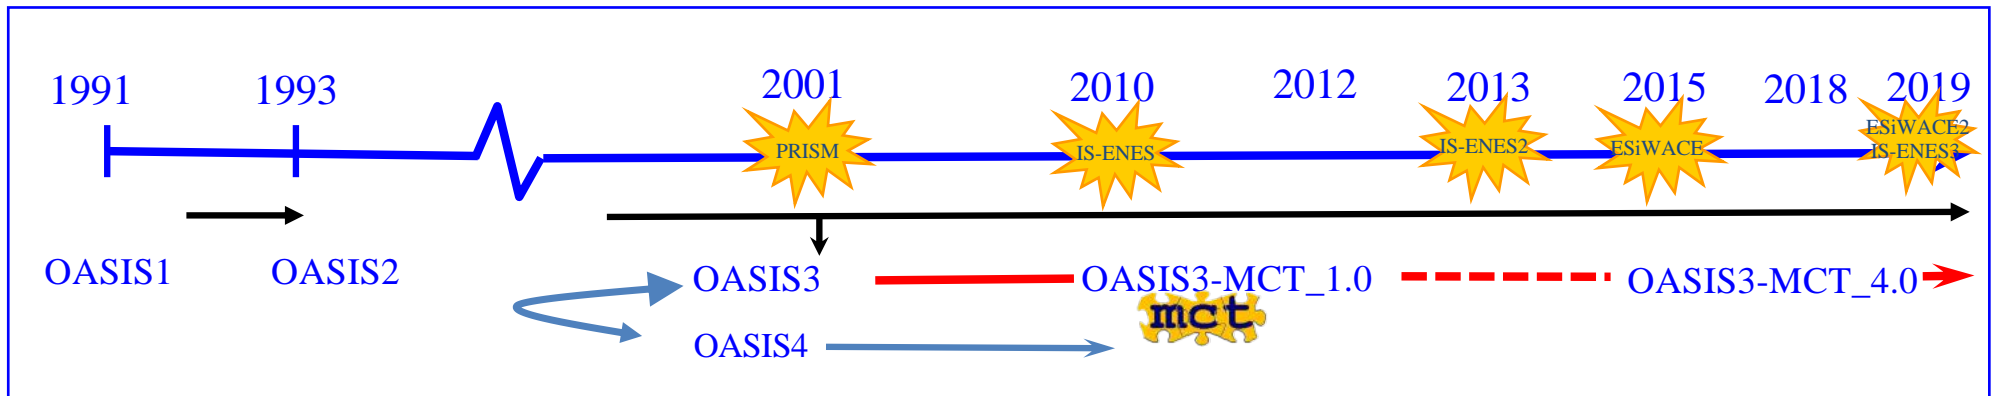 1991 1993 2001 2010 2012 2013 2015 2018 2019
PRISM IS-ENES IS-ENES2 ESiWACE ESiWACE2
IS-ENES3
OASIS1 OASIS2 OASIS3 OASIS3-MCT_1.0 OASIS3-MCT_4.0
mct
OASIS4